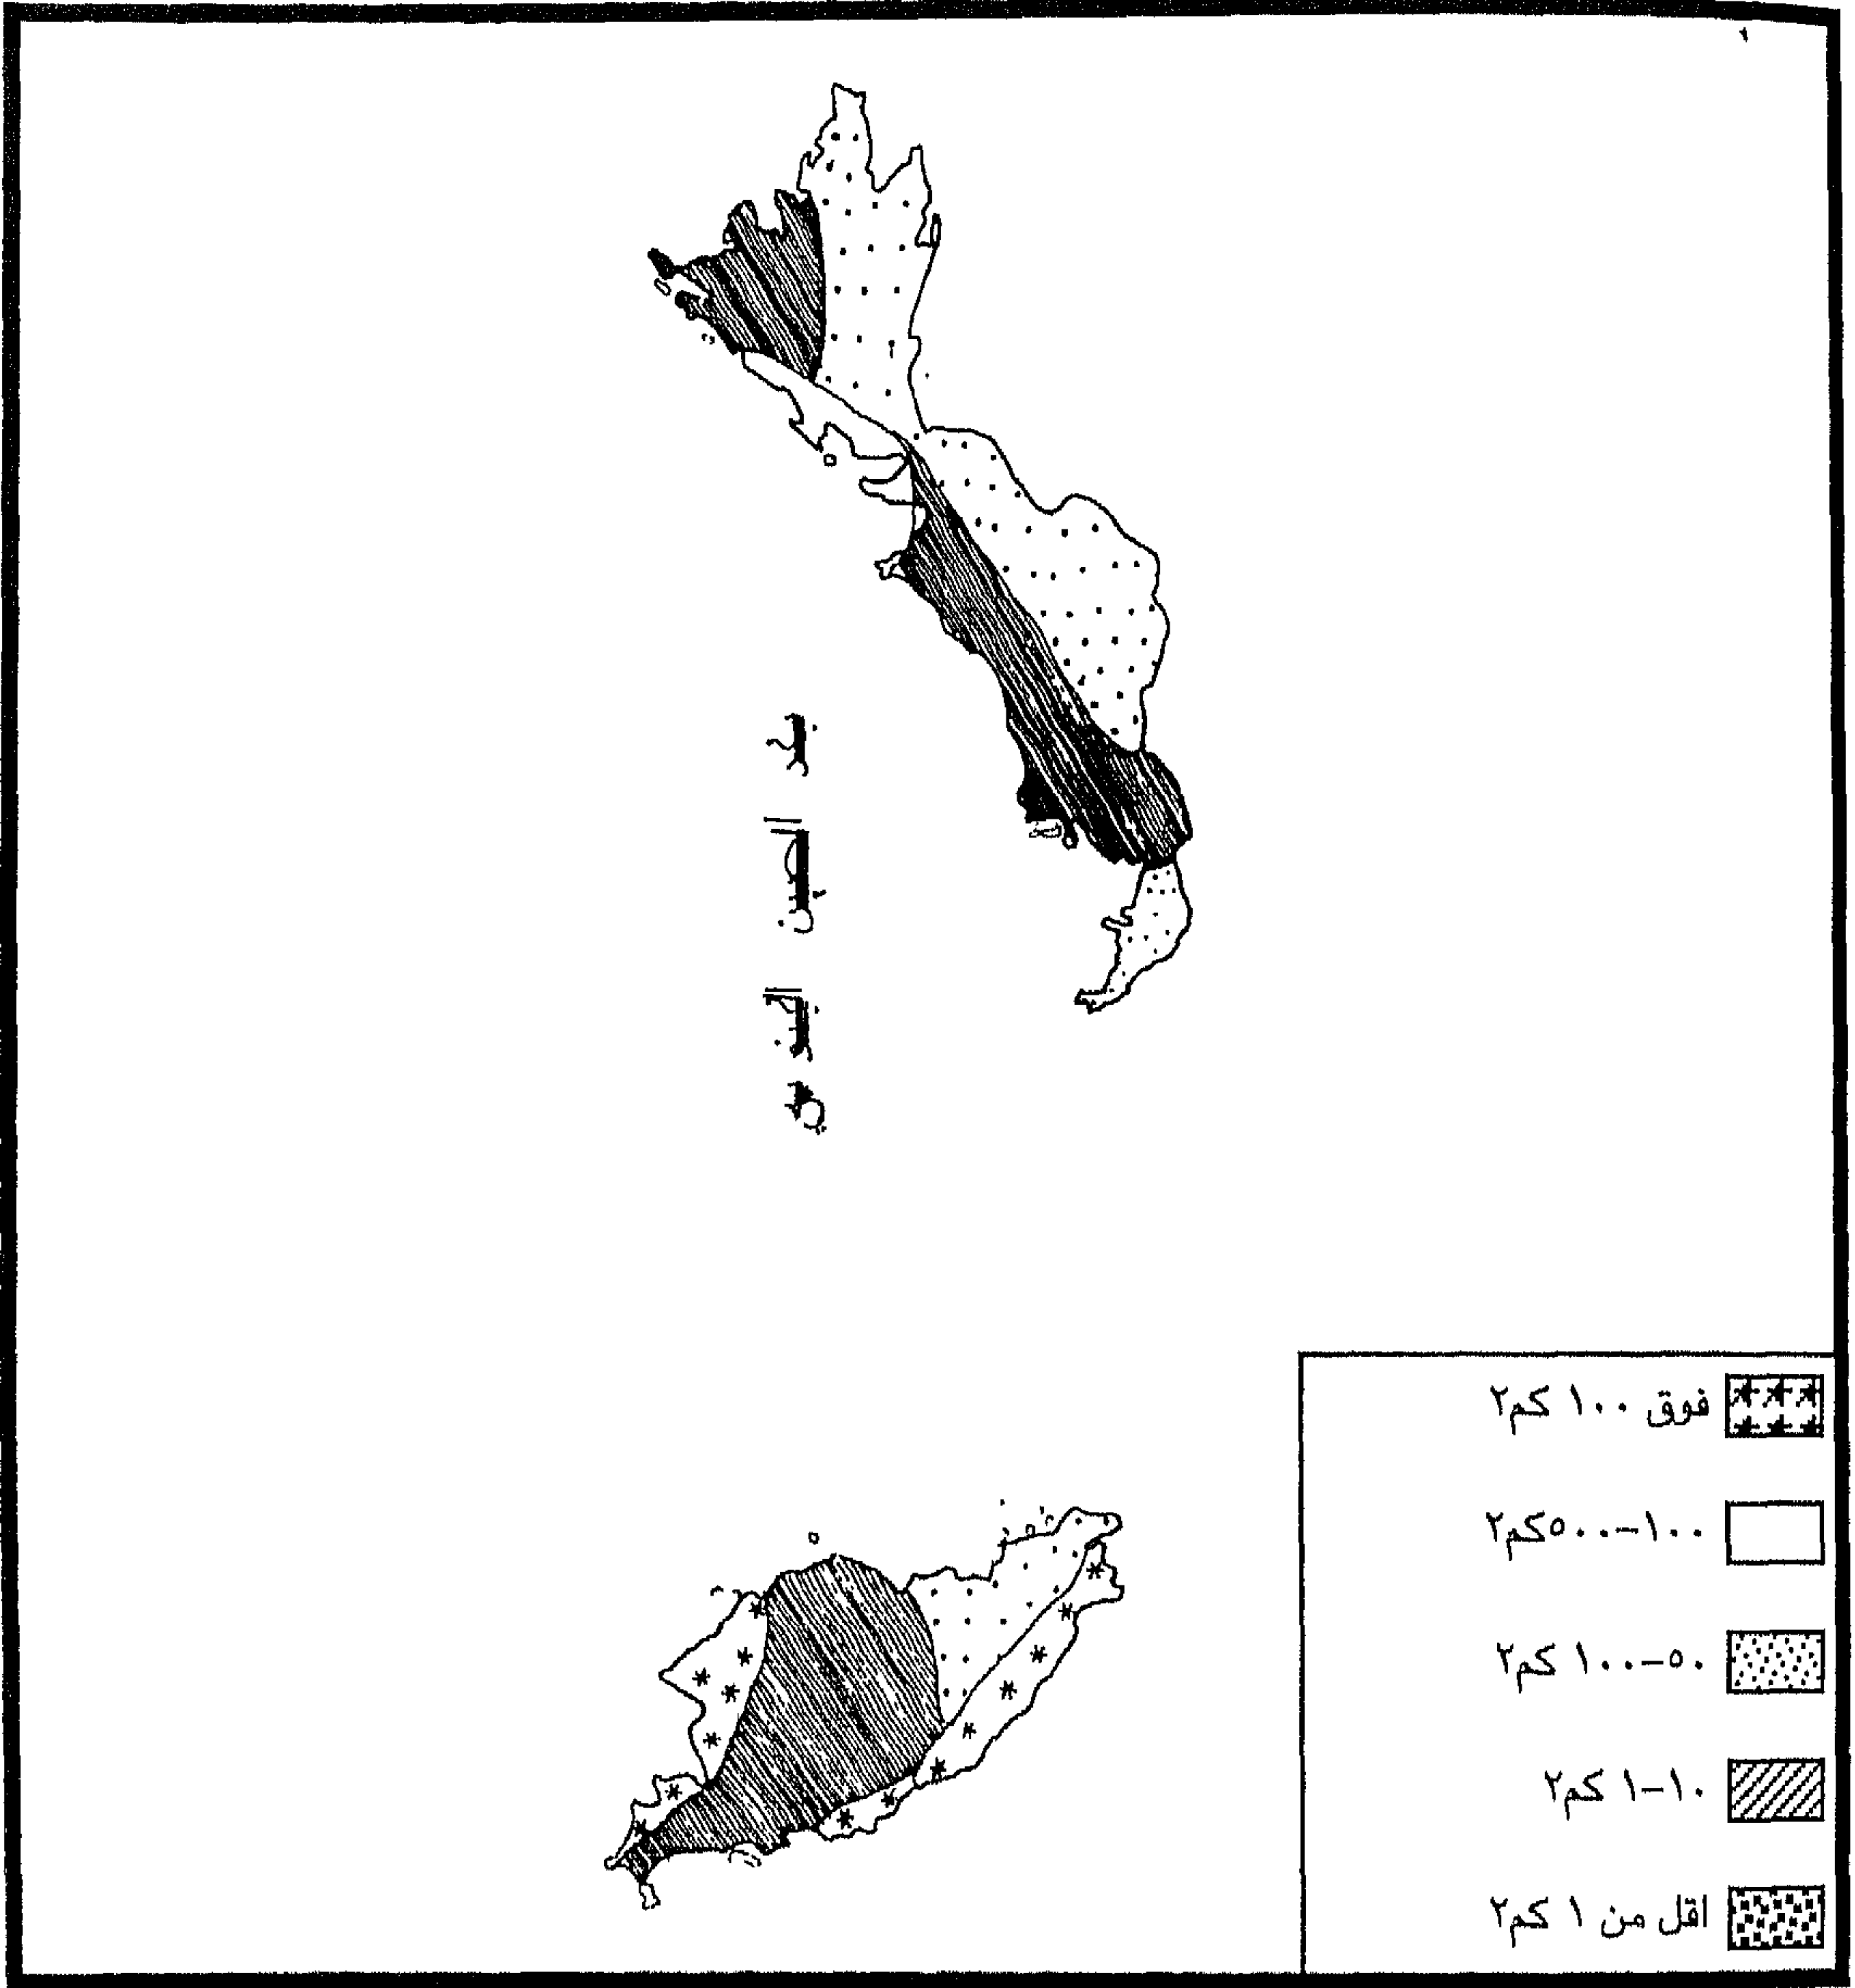 بحر الصين الجنوبي
فوق ١٠٠ كم٢
١٠٠-٥٠٠كم٢
٥٠-١٠٠ كم٢
١٠-١ كم٢
اقل من ١ كم٢